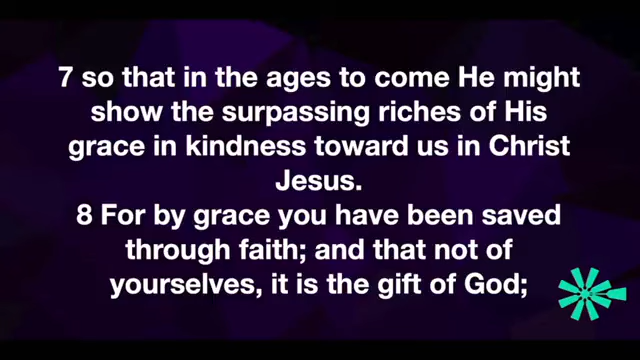 7 so that in the ages to come He might
show the surpassing riches of His
grace in kindness toward us in Christ
Jesus.
8 For by grace you have been saved
through faith; and that not of
yourselves, it is the gift of God;